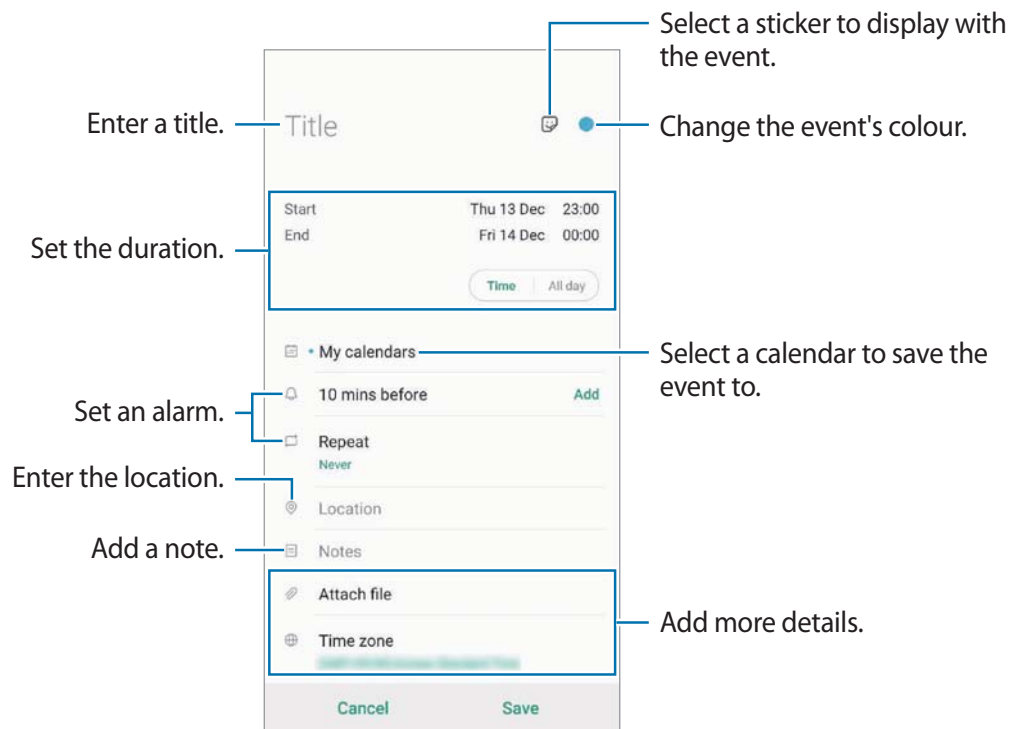 Select a sticker to display with
the event.
Enter a title.
Title
Change the event's colour.
Start Thu 13 Dec 23:00
End Fri 14 Dec 00:00
Set the duration.
Time All day
My calendars
Select a calendar to save the
event to.
10 mins before Add
Set an alarm.
Repeat
Never
Enter the location.
Location
Add a note.
Notes
Attach file
Add more details.
Time zone
Cancel Save